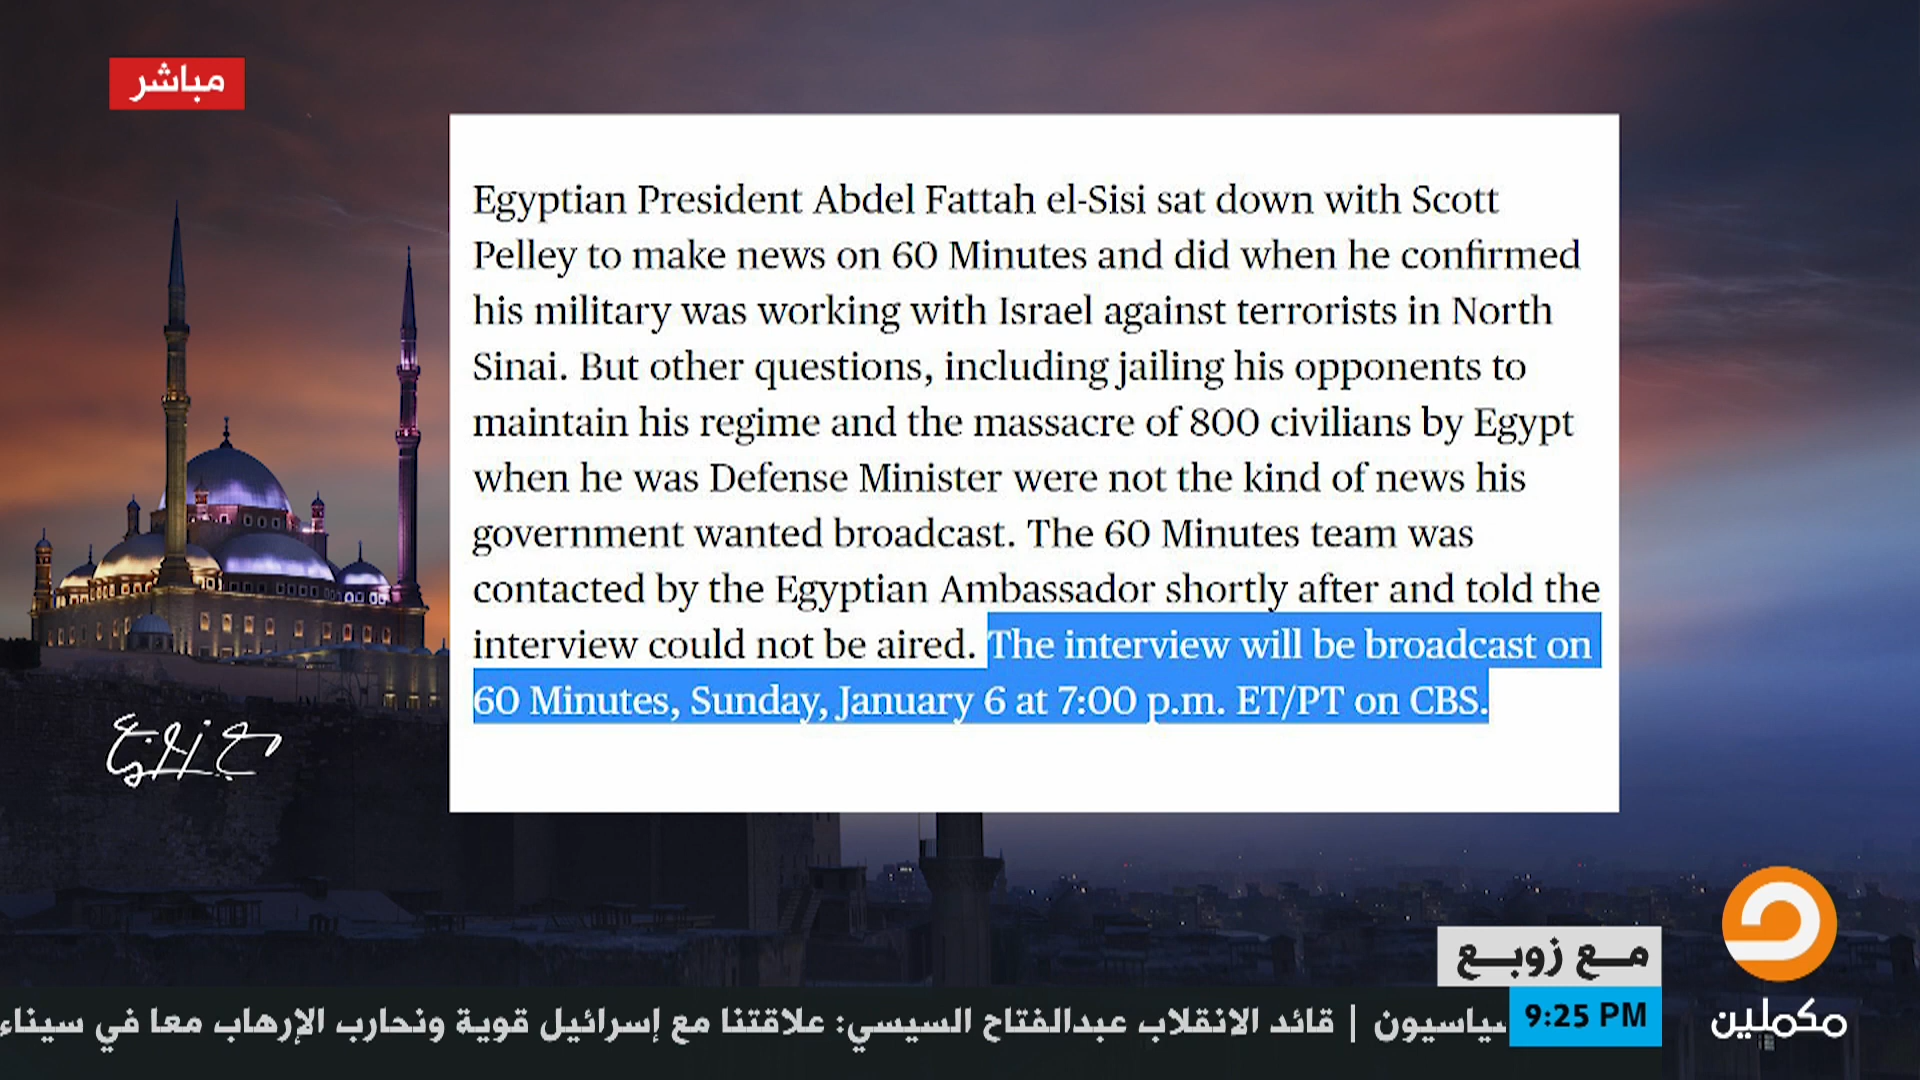 مباشر
Egyptian President Abdel Fattah el-Sisi sat down with Scott
Pelley to make news on 60 Minutes and did when he confirmed
his military was working with Israel against terrorists in North
Sinai. But other questions, including jailing his opponents to
maintain his regime and the massacre of 800 civilians by Egypt
when he was Defense Minister were not the kind of news his
government wanted broadcast. The 60 Minutes team was
contacted by the Egyptian Ambassador shortly after and told the
interview could not be aired. The interview will be broadcast on
60 Minutes, Sunday, January 6 at 7:00 p.m. ET/PT on CBS.
مع زوبع
مع زوبع
9:25 PM
سياسيون | قائد الانقلاب عبدالفتاح السيسي: علاقتنا مع إسرائيل قوية ونحارب الإرهاب معا في سيناء
مكملين